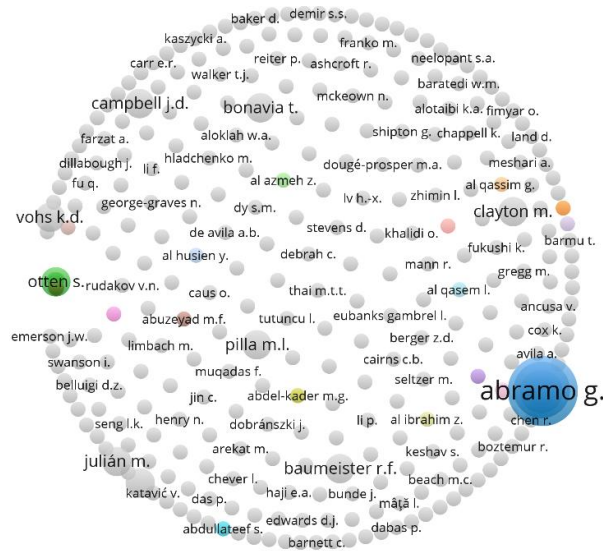 baker d.
demir s.s.
kaszycki a.
franko m.
carr e.r.
reiter p.
ashcroft r.
neelopant s.a.
walker t.j.
baratedi w.m.
mckeown n.
campbell j.d.
bonavia t.
alotaibi k.a.
fimyar o.
farzat a.
aloklah w.a.
shipton g.
chappell k.
land d.
dillabough j.
li f.
hladchenko m.
dougé-prosper m.a.
meshari a.
fu q.
al azmeh z.
lv h.-x.
zhimin l.
al qassim g.
george-graves n.
dy s.m.
vohs k.d.
clayton m.
de avila a.b.
stevens d.
khalidi o.
barmu t.
al husien y.
debrah c.
fukushi k.
mann r.
gregg m.
otten s.
rudakov v.n.
caus o.
thai m.t.t.
al qasem l.
abuzeyad m.f.
tutuncu l.
eubanks gambrel l.
ancusa v.
emerson j.w.
limbach m.
pilla m.l.
berger z.d.
cox k.
swanson i.
muqadas f.
cairns c.b.
avila a.
belluigi d.z.
jin c.
abdel-kader m.g.
seltzer m.
abramo g.
seng l.k.
henry n.
dobránszki j.
li p.
al ibrahim z.
chen r.
julián m.
arekat m.
keshav s.
boztemur r.
katavić v.
chever l.
baumeister r.f.
beach m.c.
das p.
haji e.a.
bunde j.
mâţă l.
abdullateef s.
edwards d.j.
dabas p.
barnett c.